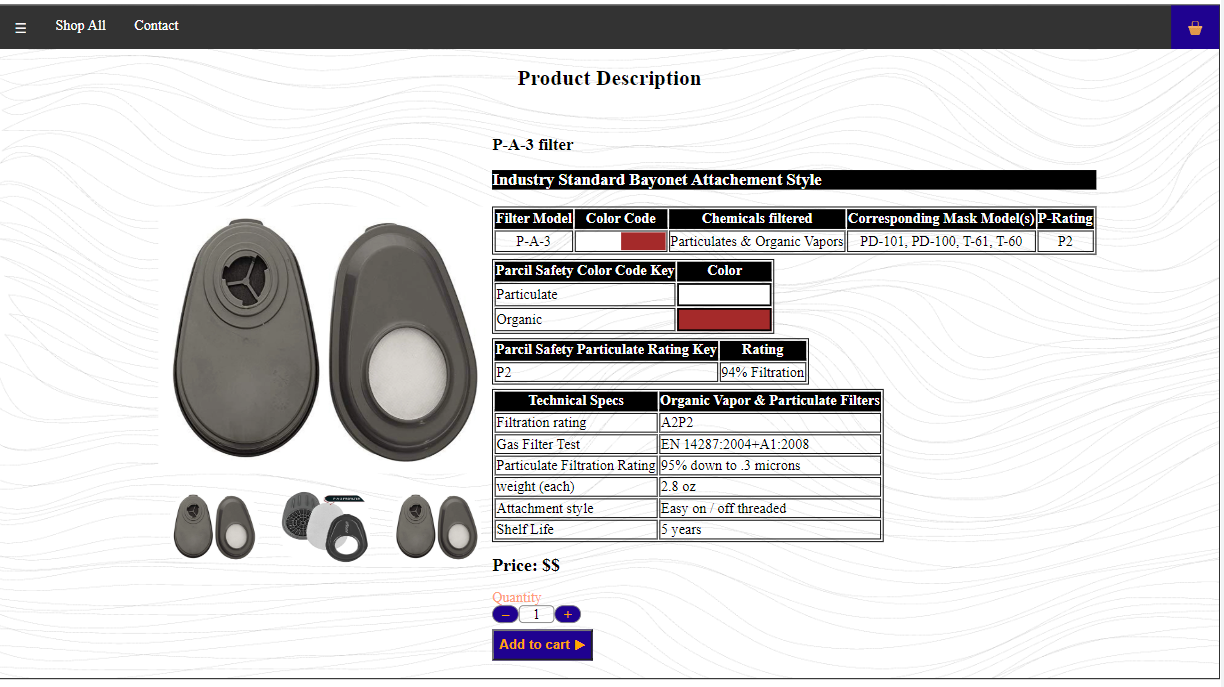 ☰ Shop All Contact
Product Description
P-A-3 filter
Industry Standard Bayonet Attachement Style
Filter Model Color Code Chemicals filtered Corresponding Mask Model(s) P-Rating
P-A-3 Particulates & Organic Vapors PD-101, PD-100, T-61, T-60 P2
Parcil Safety Color Code Key Color
Particulate
Organic
Parcil Safety Particulate Rating Key Rating
P2 94% Filtration
Technical Specs Organic Vapor & Particulate Filters
Filtration rating A2P2
Gas Filter Test EN 14287:2004+A1:2008
Particulate Filtration Rating 95% down to .3 microns
weight (each) 2.8 oz
Attachment style Easy on / off threaded
Shelf Life 5 years
Price: $$
Quantity
– 1 +
Add to cart ▶